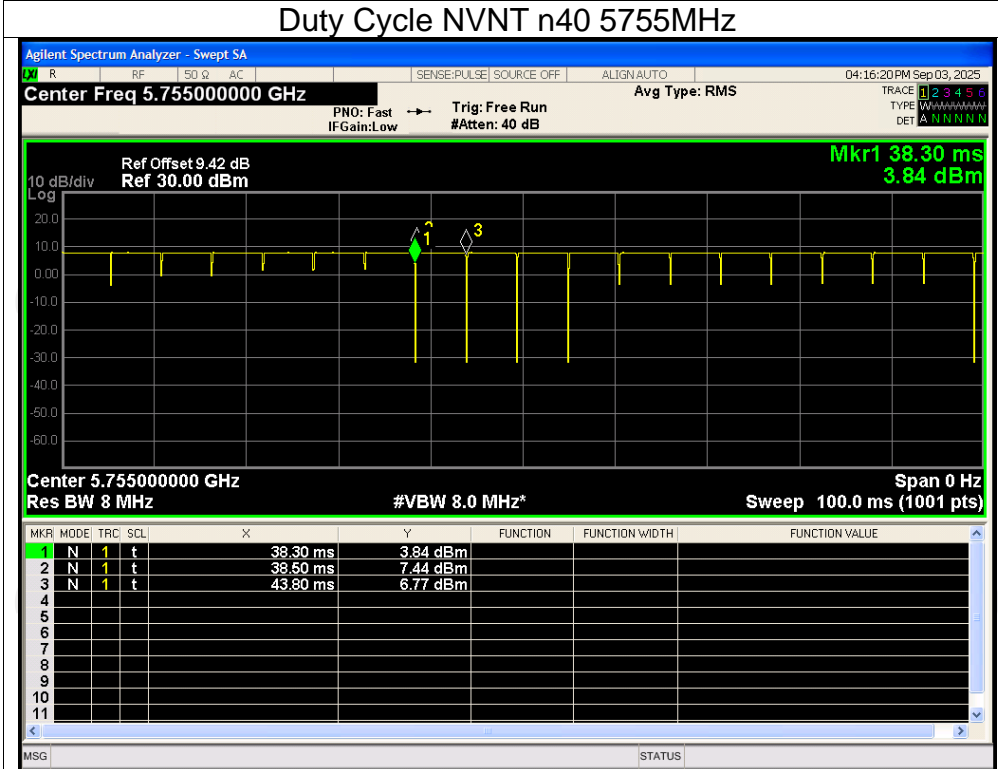 Duty Cycle NVNT n40 5755MHz
Agilent Spectrum Analyzer - Swept SA
LXI R RF 50 Ω AC SENSE:PULSE SOURCE OFF ALIGN AUTO 04:16:20 PM Sep 03, 2025
Center Freq 5.755000000 GHz
PNO: Fast
IFGain:Low
Trig: Free Run
#Atten: 40 dB
Avg Type: RMS
TRACE 1 2 3 4 5 6
TYPE W
DET A N N N N N
Mkr1 38.30 ms
3.84 dBm
Ref Offset 9.42 dB
10 dB/div Ref 30.00 dBm
Log
20.0
10.0
0.00
-10.0
-20.0
-30.0
-40.0
-50.0
-60.0
1
3
Center 5.755000000 GHz Span 0 Hz
Res BW 8 MHz #VBW 8.0 MHz* Sweep 100.0 ms (1001 pts)
MKR MODE TRC SCL X Y FUNCTION FUNCTION WIDTH FUNCTION VALUE
1 N 1 t 38.30 ms 3.84 dBm
2 N 1 t 38.50 ms 7.44 dBm
3 N 1 t 43.80 ms 6.77 dBm
4
5
6
7
8
9
10
11
MSG STATUS